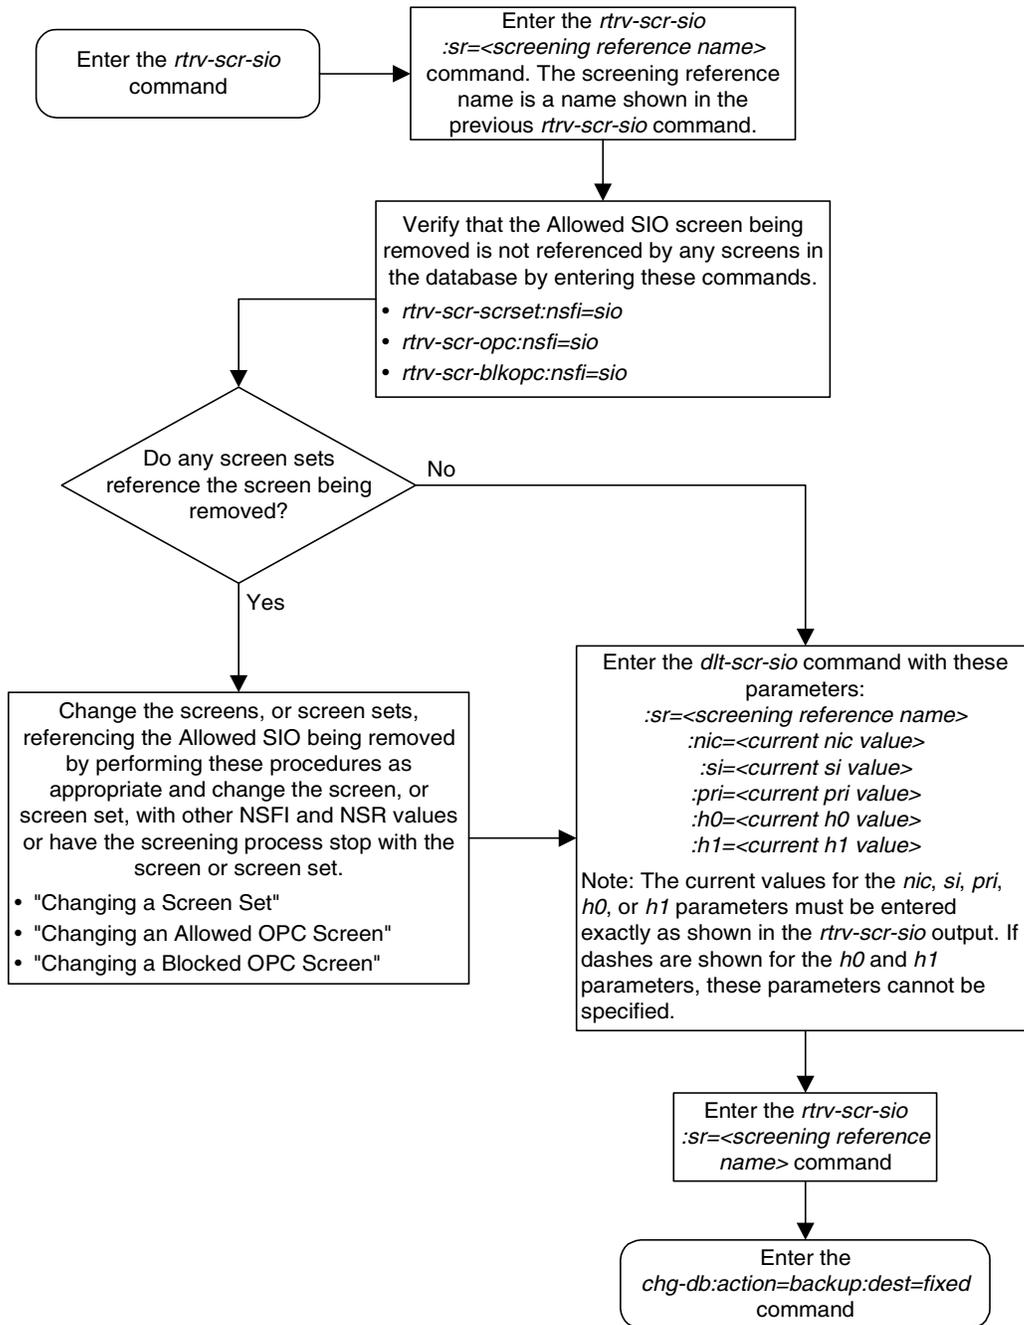 Enter the rtrv-scr-sio
command
Enter the rtrv-scr-sio
:sr=<screening reference name>
command. The screening reference
name is a name shown in the
previous rtrv-scr-sio command.
Verify that the Allowed SIO screen being
removed is not referenced by any screens in
the database by entering these commands.
• rtrv-scr-scrset:nsfi=sio
• rtrv-scr-opc:nsfi=sio
• rtrv-scr-blkopc:nsfi=sio
Do any screen sets
reference the screen being
removed?
No
Yes
Change the screens, or screen sets,
referencing the Allowed SIO being removed
by performing these procedures as
appropriate and change the screen, or
screen set, with other NSFI and NSR values
or have the screening process stop with the
screen or screen set.
• "Changing a Screen Set"
• "Changing an Allowed OPC Screen"
• "Changing a Blocked OPC Screen"
Enter the dlt-scr-sio command with these
parameters:
:sr=<screening reference name>
:nic=<current nic value>
:si=<current si value>
:pri=<current pri value>
:h0=<current h0 value>
:h1=<current h1 value>
Note: The current values for the nic, si, pri,
h0, or h1 parameters must be entered
exactly as shown in the rtrv-scr-sio output. If
dashes are shown for the h0 and h1
parameters, these parameters cannot be
specified.
Enter the rtrv-scr-sio
:sr=<screening reference
name> command
Enter the
chg-db:action=backup:dest=fixed
command